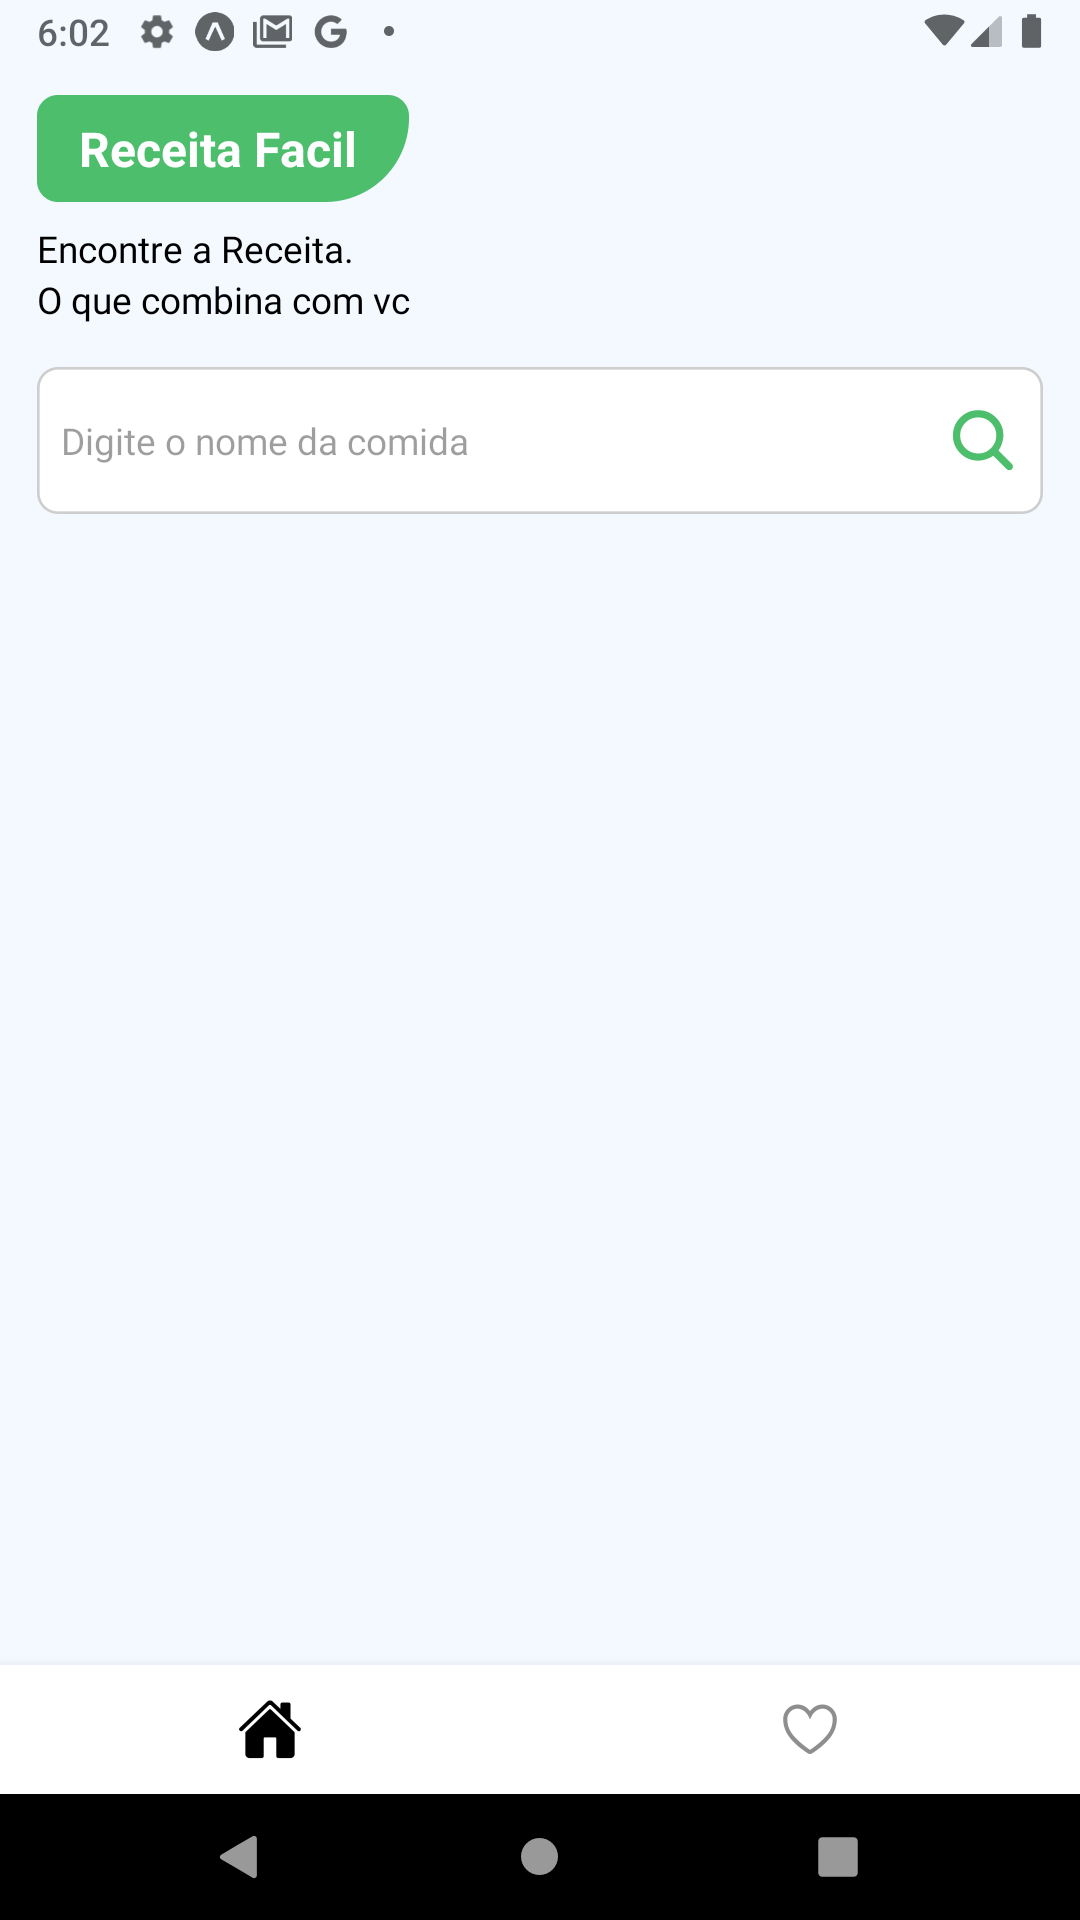 6:02
Receita Facil
Encontre a Receita.
O que combina com vc
Digite o nome da comida